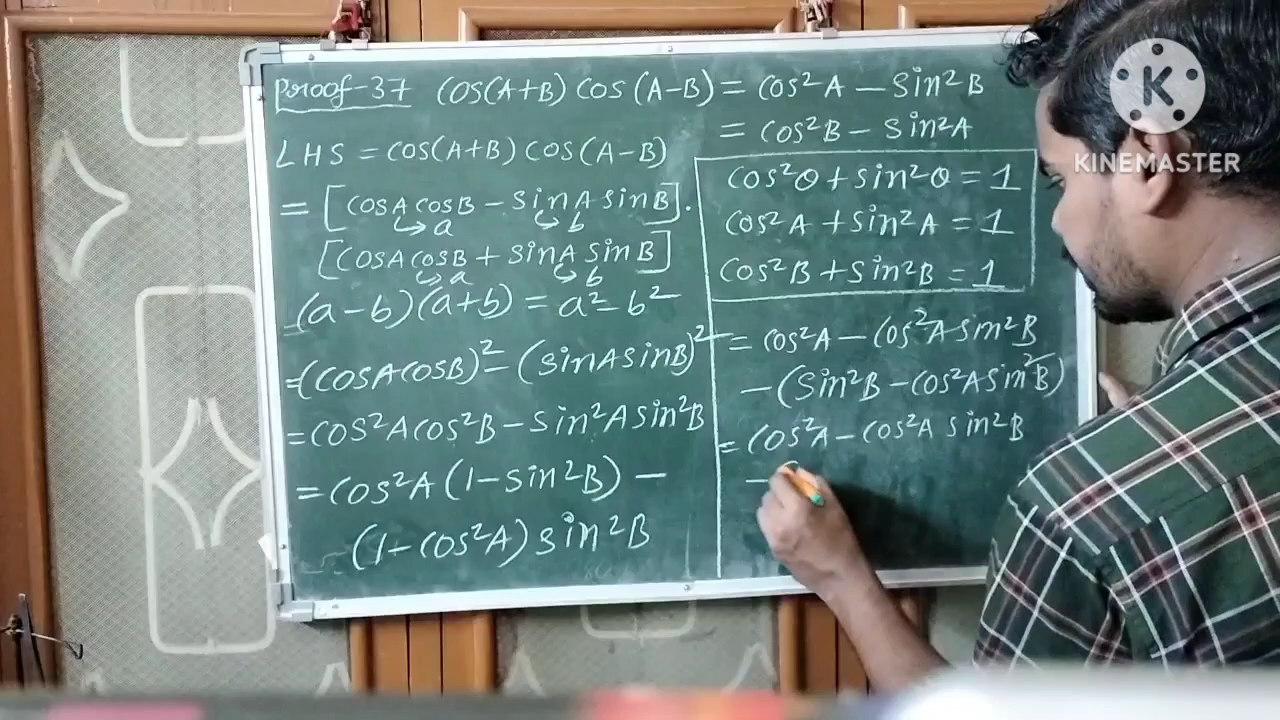 Proof-37 cos(A+B) cos(A-B) = cos²A - sin²B
= cos²B - sin²A
LHS = cos(A+B) cos(A-B)
= [cosA cosB - sinA sinB].
a b
[cosA cosB + sinA sinB]
a b
(a-b)(a+b) = a² - b²
=(cosA cosB)² - (sinA sinB)²
= cos²A cos²B - sin²A sin²B
= cos²A (1 - sin²B) -
(1 - cos²A) sin²B
cos²θ + sin²θ = 1
cos²A + sin²A = 1
cos²B + sin²B = 1
= cos²A - cos²A sin²B
- (sin²B - cos²A sin²B)
= cos²A - cos²A sin²B
-
K
KINEMASTER